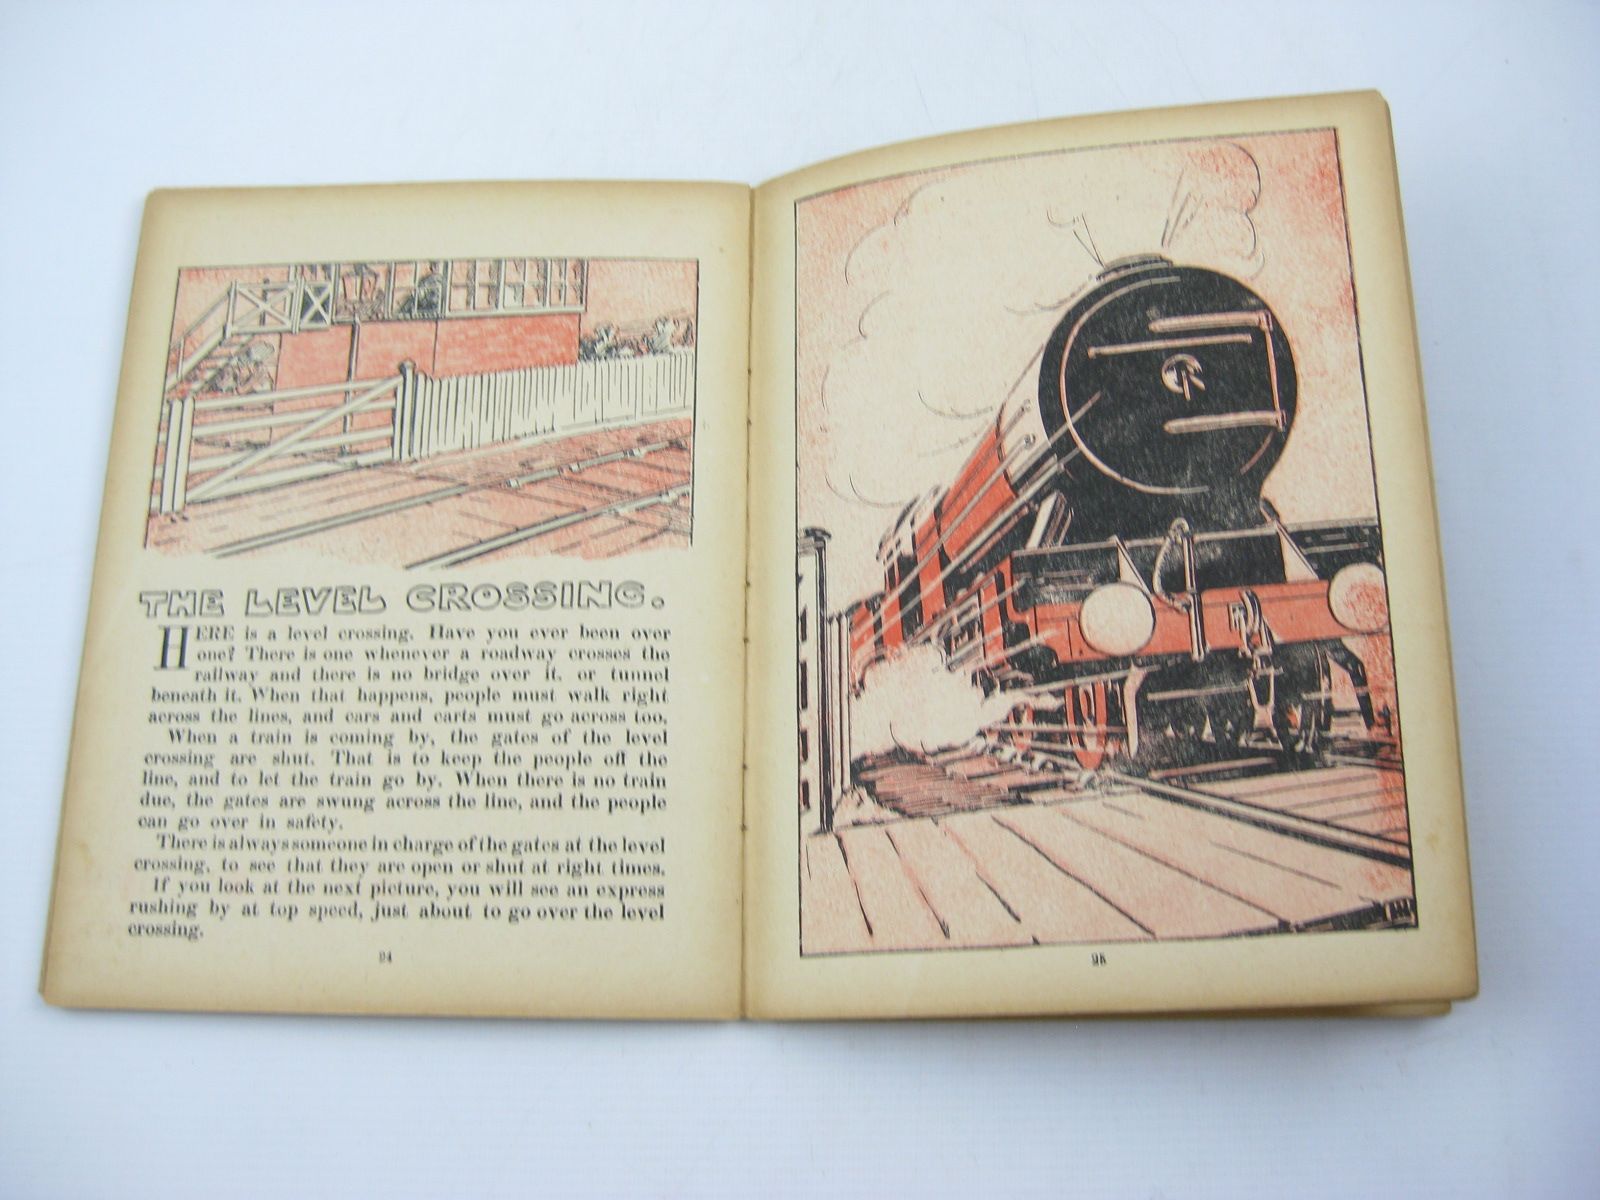 THE LEVEL CROSSING.
HERE is a level crossing. Have you ever been over
one? There is one whenever a roadway crosses the
railway and there is no bridge over it, or tunnel
beneath it. When that happens, people must walk right
across the lines, and cars and carts must go across too.
When a train is coming by, the gates of the level
crossing are shut. That is to keep the people off the
line, and to let the train go by. When there is no train
due, the gates are swung across the line, and the people
can go over in safety.
There is always someone in charge of the gates at the level
crossing, to see that they are open or shut at right times.
If you look at the next picture, you will see an express
rushing by at top speed, just about to go over the level
crossing.
24
25